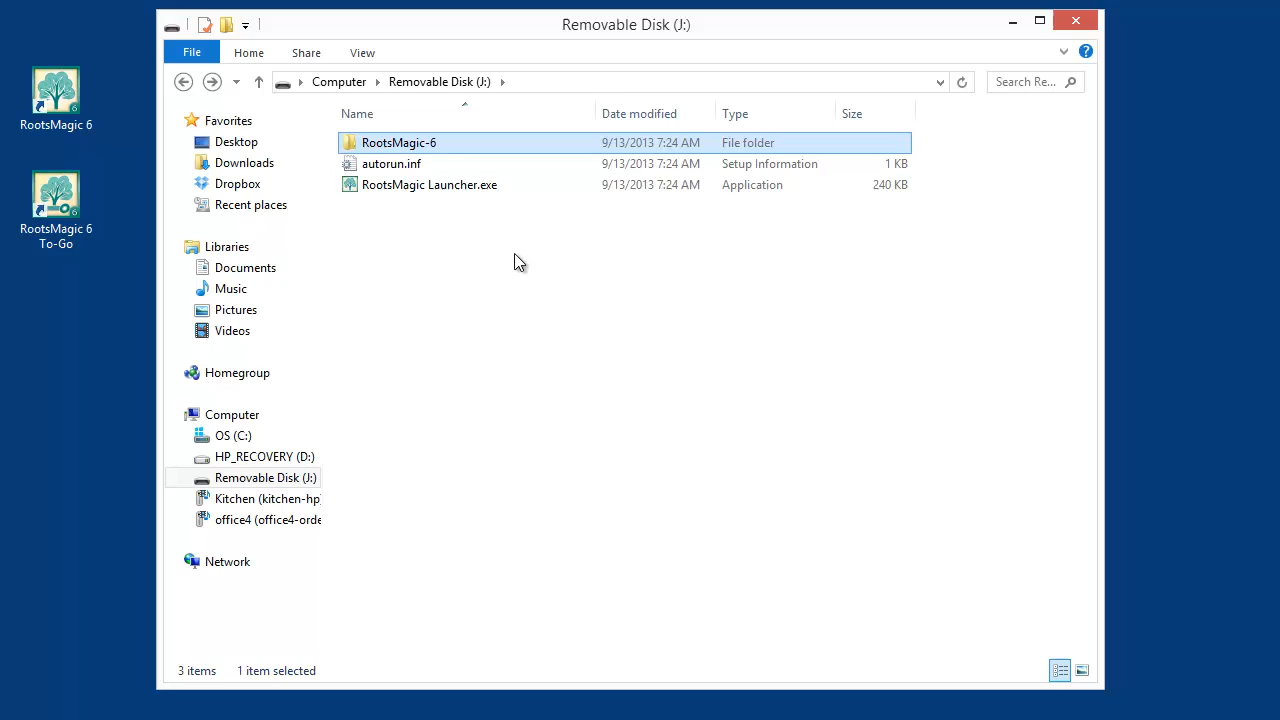 Removable Disk (J:)
File
Home
Share
View
Computer
Removable Disk (J:)
Search Re...
Name
Date modified
Type
Size
RootsMagic-6
9/13/2013 7:24 AM
File folder
autorun.inf
9/13/2013 7:24 AM
Setup Information
1 KB
RootsMagic Launcher.exe
9/13/2013 7:24 AM
Application
240 KB
Favorites
Desktop
Downloads
Dropbox
Recent places
Libraries
Documents
Music
Pictures
Videos
Homegroup
Computer
OS (C:)
HP_RECOVERY (D:)
Removable Disk (J:)
Kitchen (kitchen-hp)
office4 (office4-orde
Network
3 items
1 item selected
RootsMagic 6
RootsMagic 6
To-Go